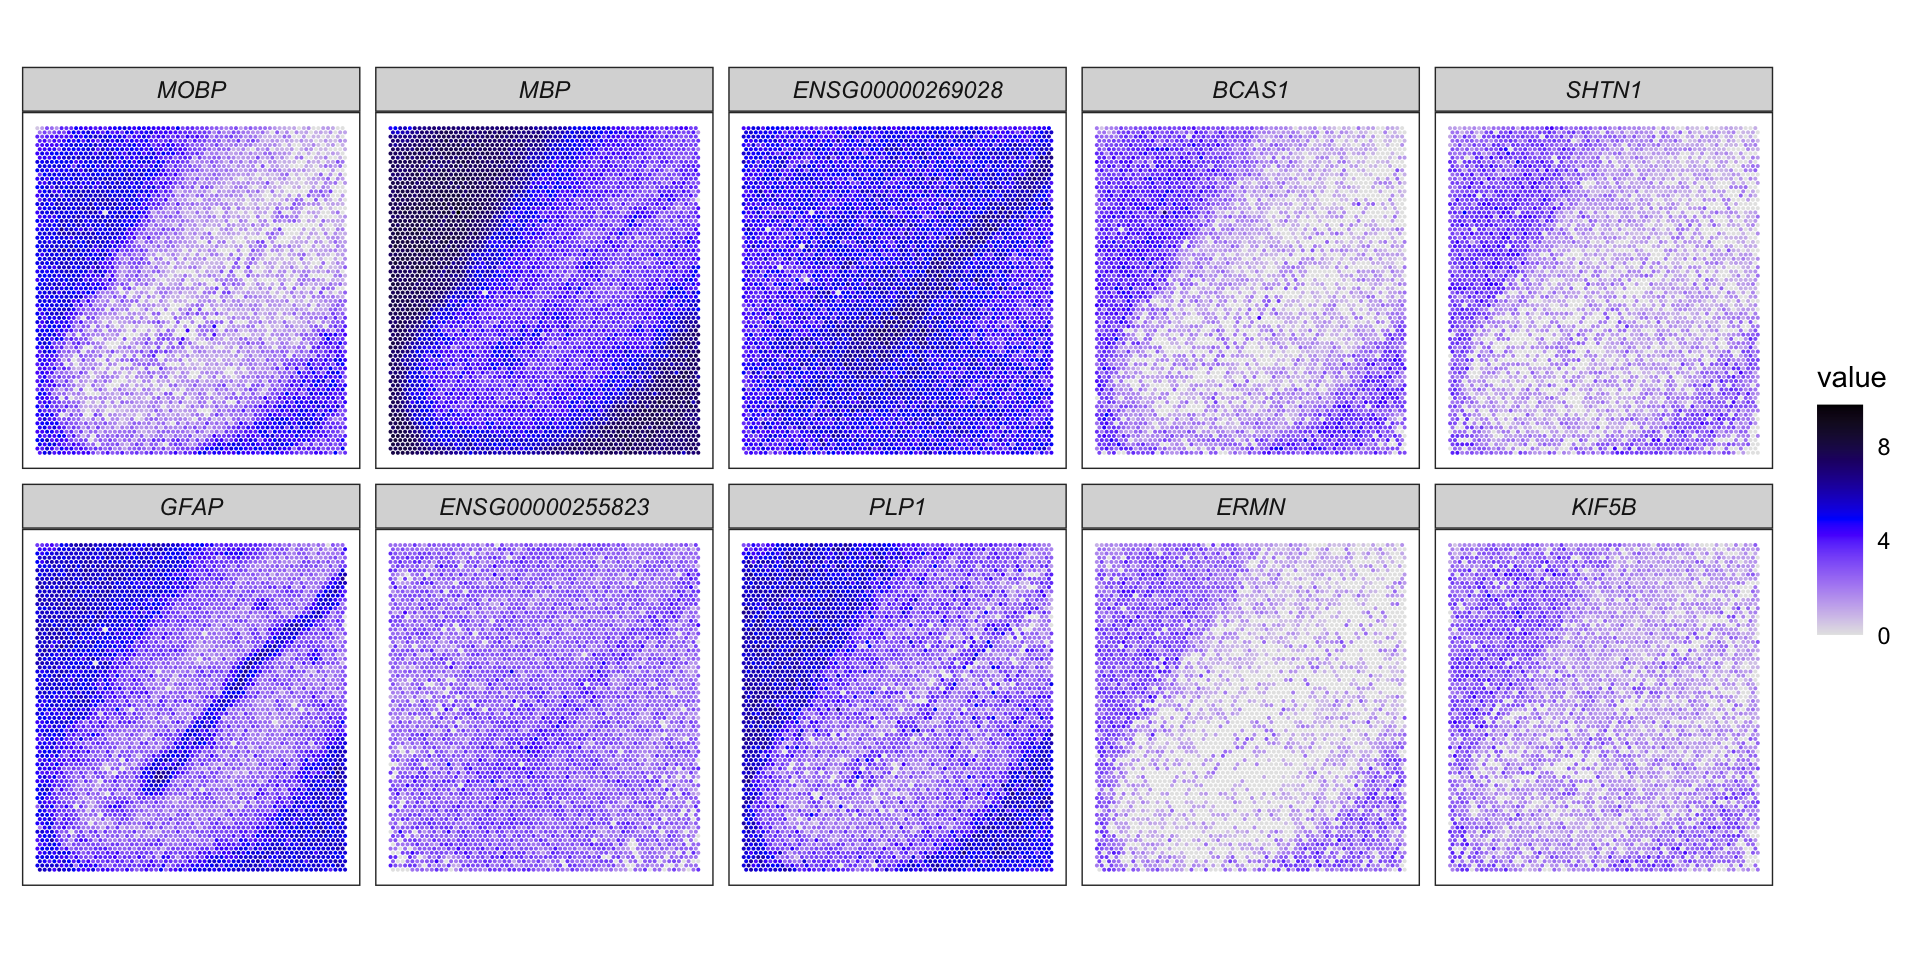 MOBP
MBP
ENSG00000269028
BCAS1
SHTN1
GFAP
ENSG00000255823
PLP1
ERMN
KIF5B
value
8
4
0